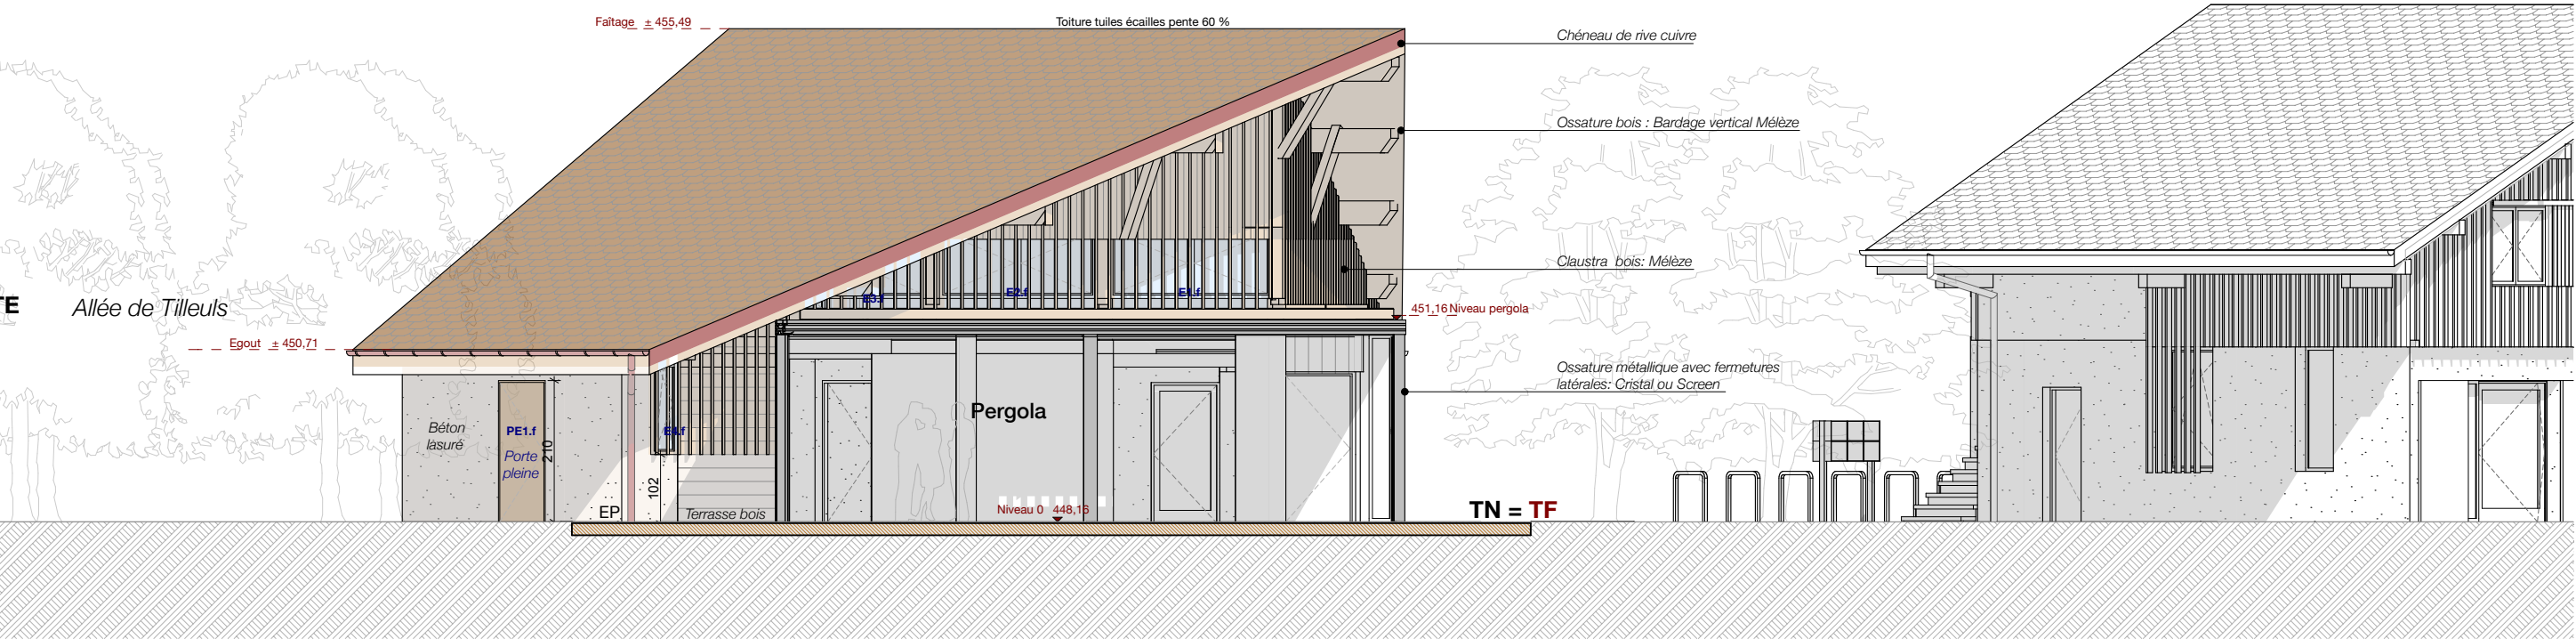 Faîtage ± 455,49
Toiture tuiles écailles pente 60 %
Chéneau de rive cuivre
Ossature bois : Bardage vertical Mélèze
Claustra bois: Mélèze
E3.f
E2.f
E1.f
TE
Allée de Tilleuls
451,16 Niveau pergola
Egout ± 450,71
Ossature métallique avec fermetures
latérales: Cristal ou Screen
Pergola
Béton
lasuré
PE1.f
Porte
pleine
210
E4.f
102
EP
Terrasse bois
Niveau 0 448,16
TN = TF